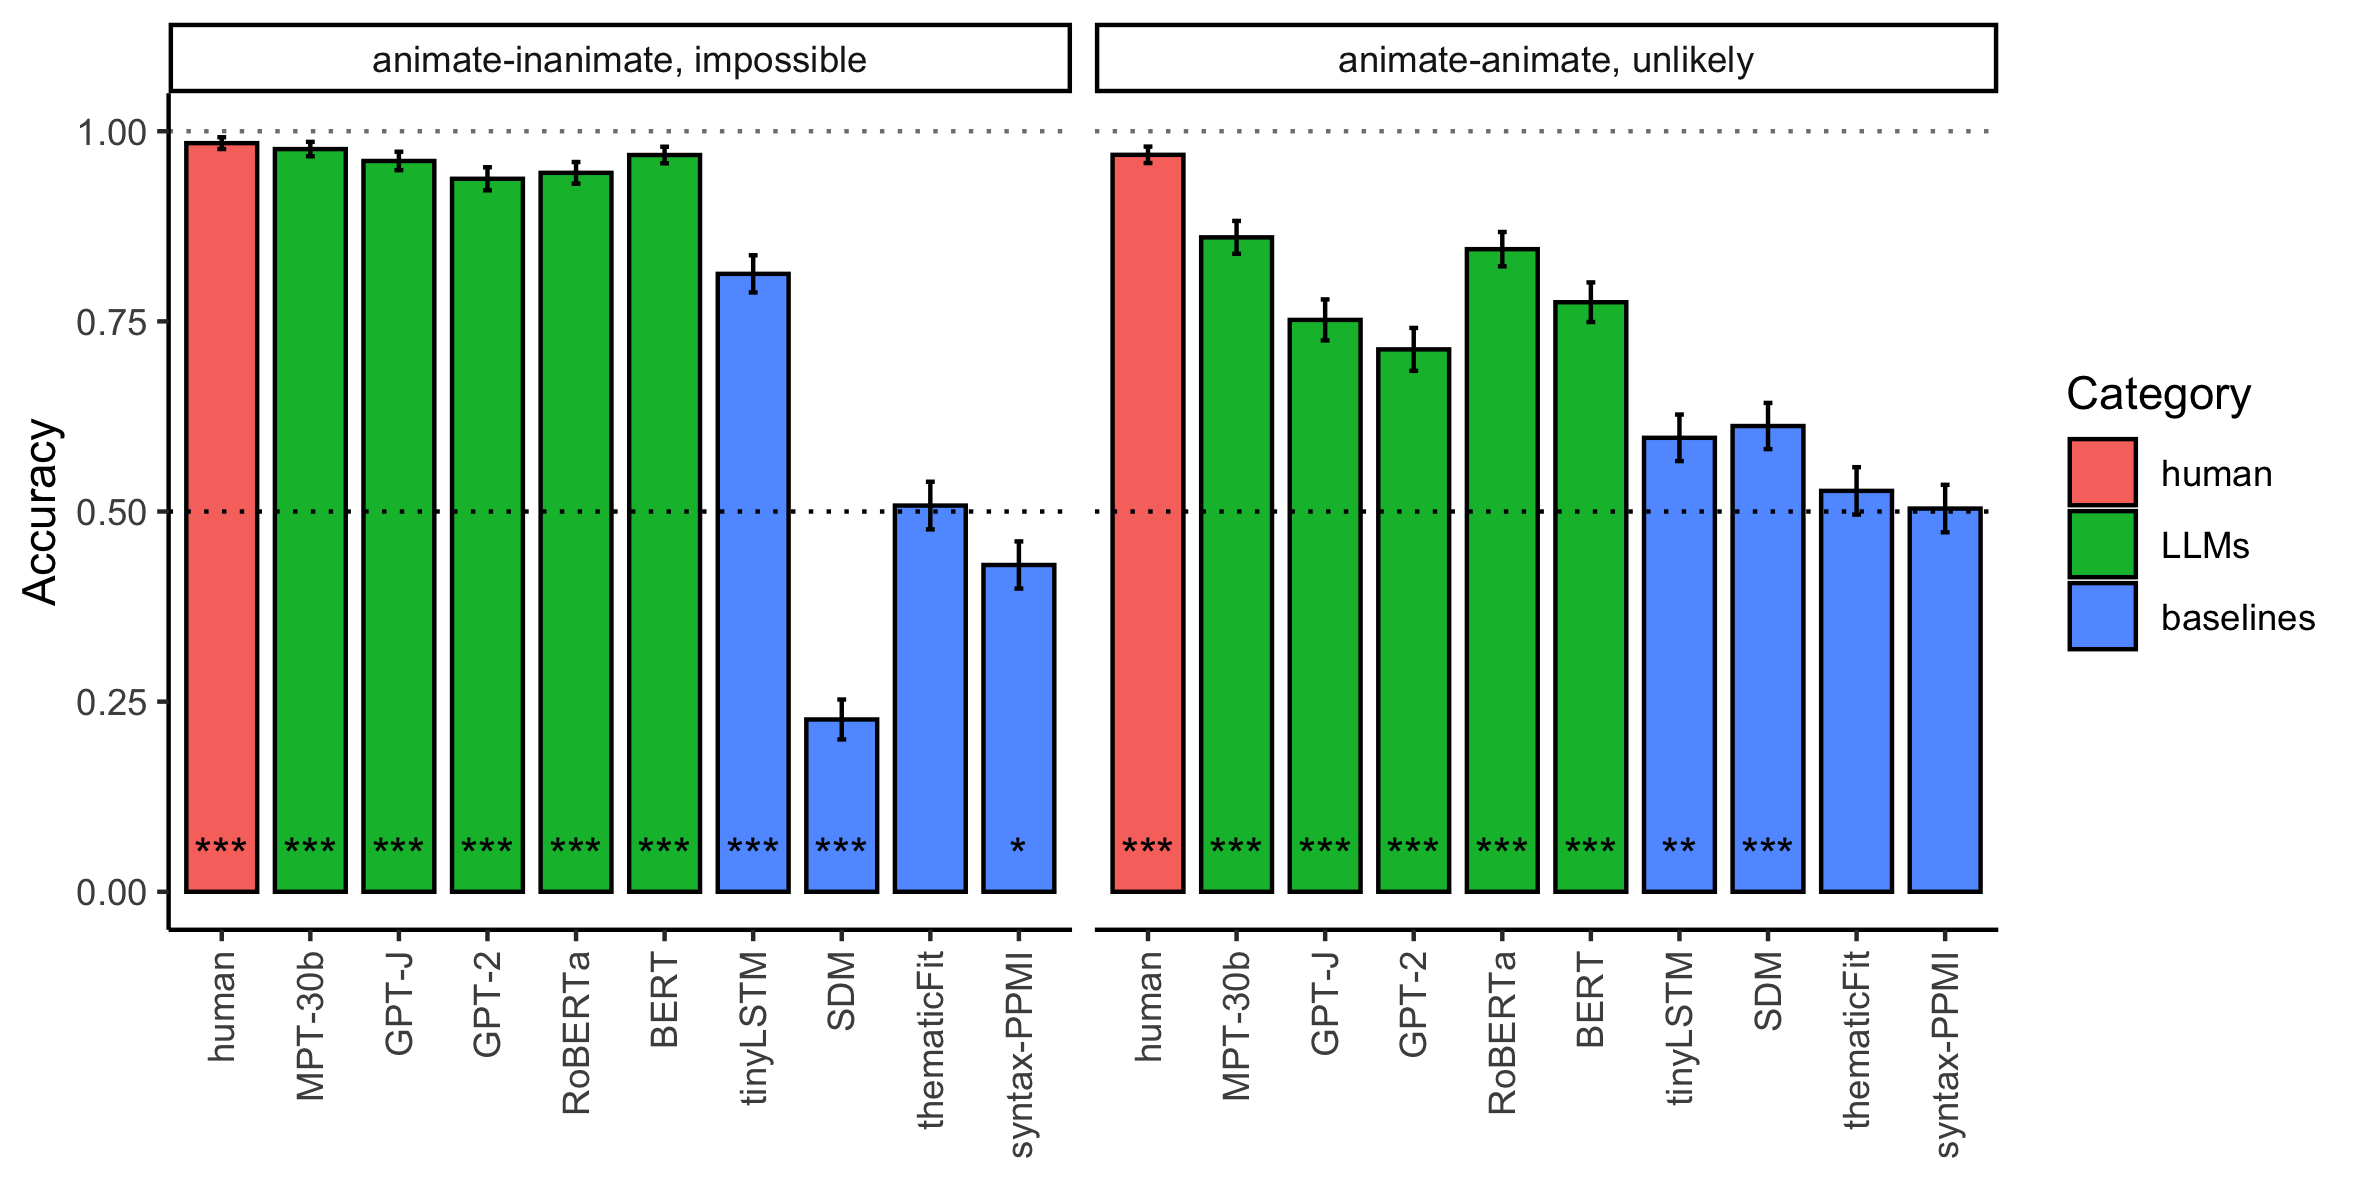 animate-inanimate, impossible
animate-animate, unlikely
1.00
0.75
0.50
0.25
0.00
Accuracy
*** *** *** *** *** *** *** *** *
*** *** *** *** *** *** ** ***
human MPT-30b GPT-J GPT-2 RoBERTa BERT tinyLSTM SDM thematicFit syntax-PPMI
human MPT-30b GPT-J GPT-2 RoBERTa BERT tinyLSTM SDM thematicFit syntax-PPMI
Category
human
LLMs
baselines